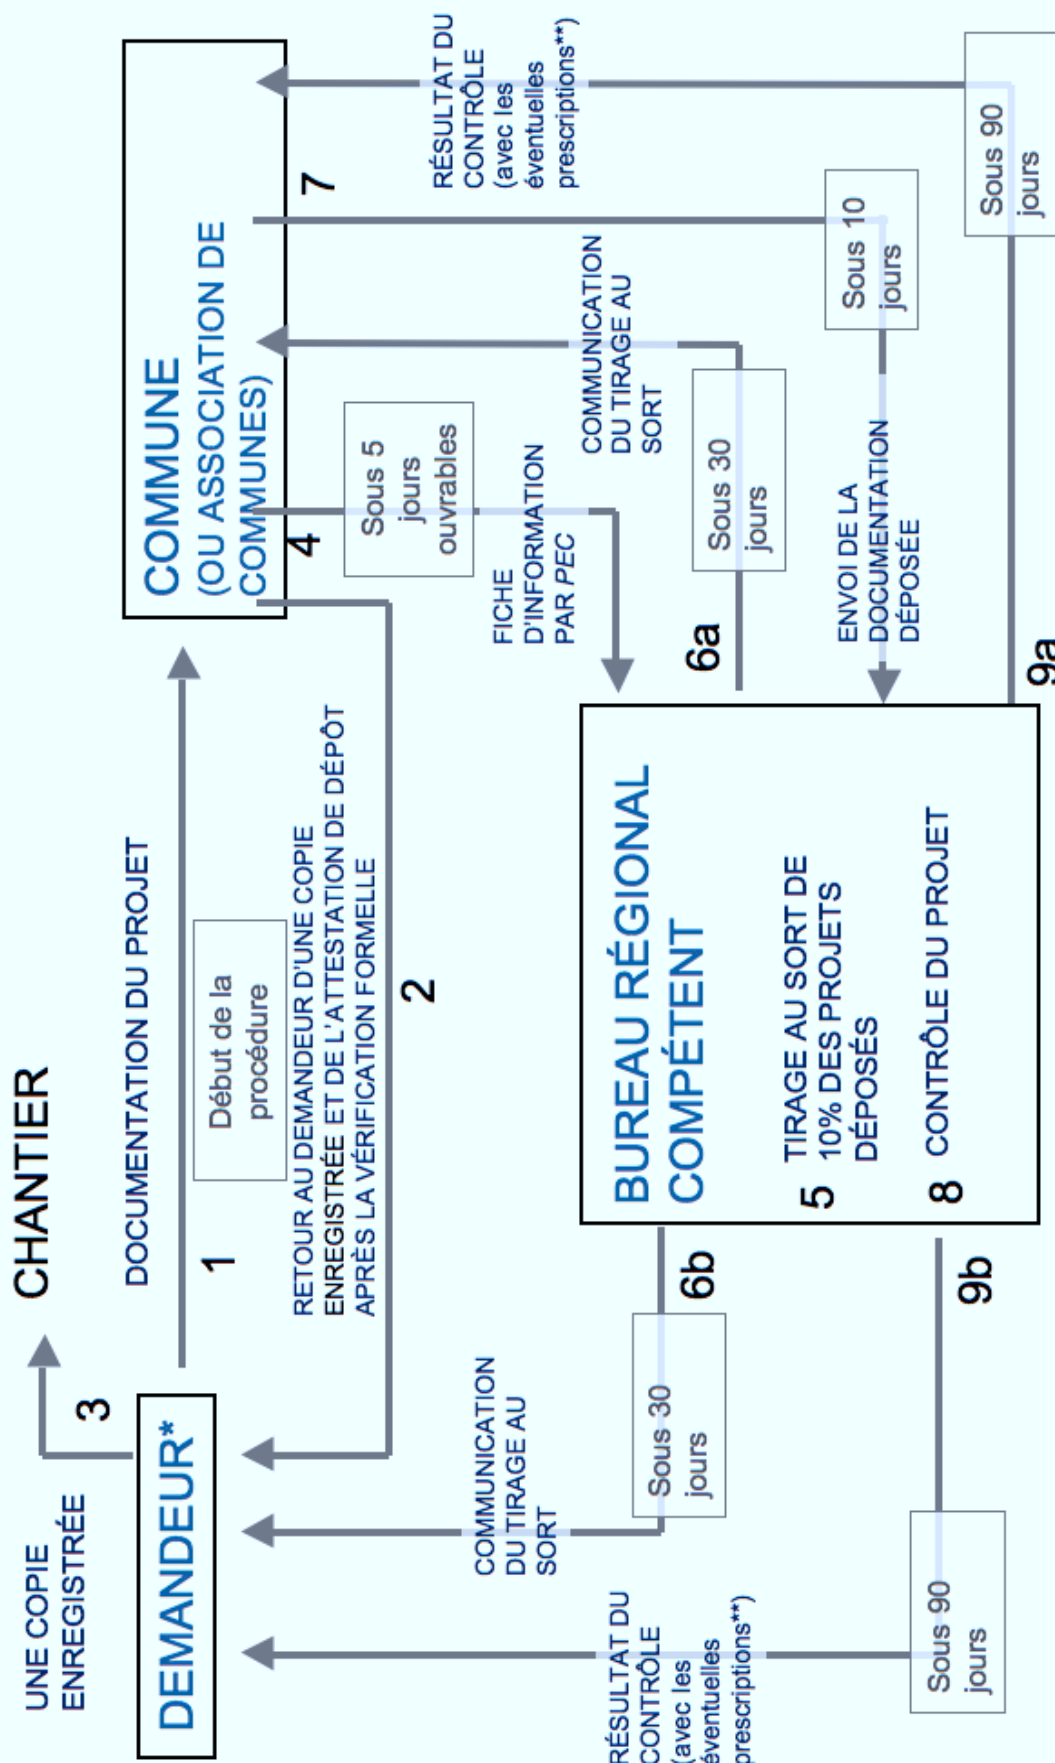 CHANTIER
UNE COPIE
ENREGISTRÉE
3
DEMANDEUR*
DOCUMENTATION DU PROJET
1
Début de la
procédure
COMMUNE
(OU ASSOCIATION DE
COMMUNES)
RETOUR AU DEMANDEUR D'UNE COPIE
ENREGISTRÉE ET DE L'ATTESTATION DE DÉPÔT
APRÈS LA VÉRIFICATION FORMELLE
2
4
Sous 5
jours
ouvrables
7
FICHE
D'INFORMATION
PAR PEC
RÉSULTAT DU
CONTRÔLE
(avec les
éventuelles
prescriptions**)
COMMUNICATION
DU TIRAGE AU
SORT
COMMUNICATION
DU TIRAGE AU
SORT
BUREAU RÉGIONAL
COMPÉTENT
5
TIRAGE AU SORT DE
10% DES PROJETS
DÉPOSÉS
8
CONTRÔLE DU PROJET
6b
Sous 30
jours
6a
Sous 30
jours
ENVOI DE LA
DOCUMENTATION
DÉPOSÉE
Sous 10
jours
RÉSULTAT DU
CONTRÔLE
(avec les
éventuelles
prescriptions**)
Sous 90
jours
9b
9a
Sous 90
jours